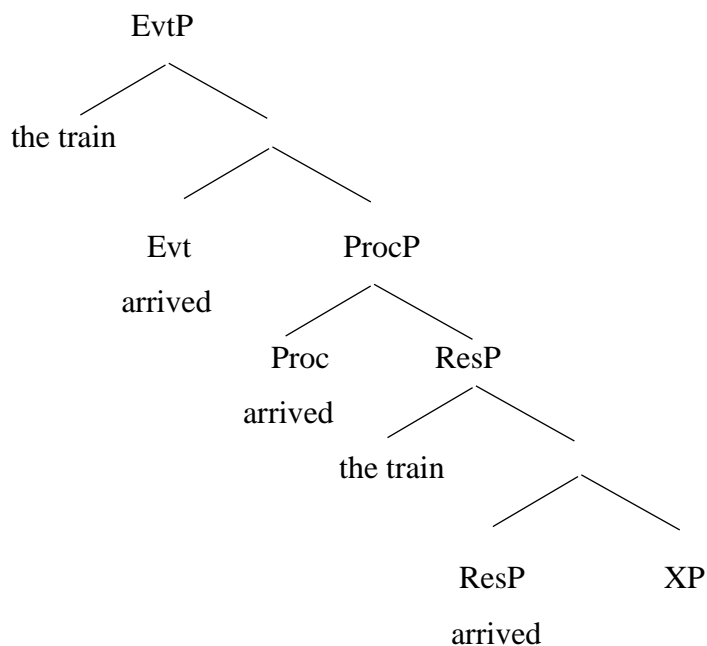 EvtP
the train
Evt ProcP
arrived
Proc ResP
arrived
the train
ResP XP
arrived